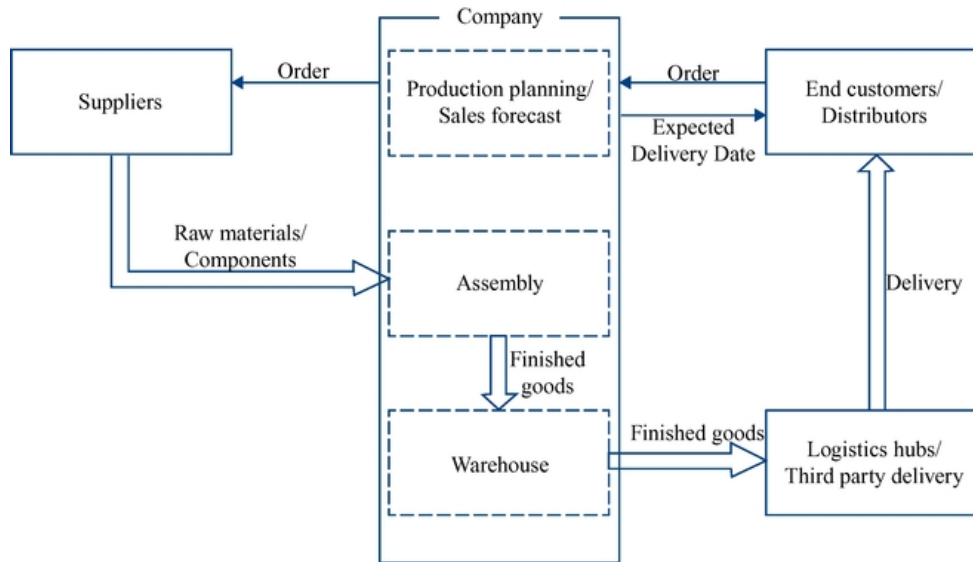 Company
Suppliers
Order
Production planning/
Sales forecast
Order
Expected
Delivery Date
End customers/
Distributors
Raw materials/
Components
Assembly
Delivery
Finished
goods
Warehouse
Finished goods
Logistics hubs/
Third party delivery